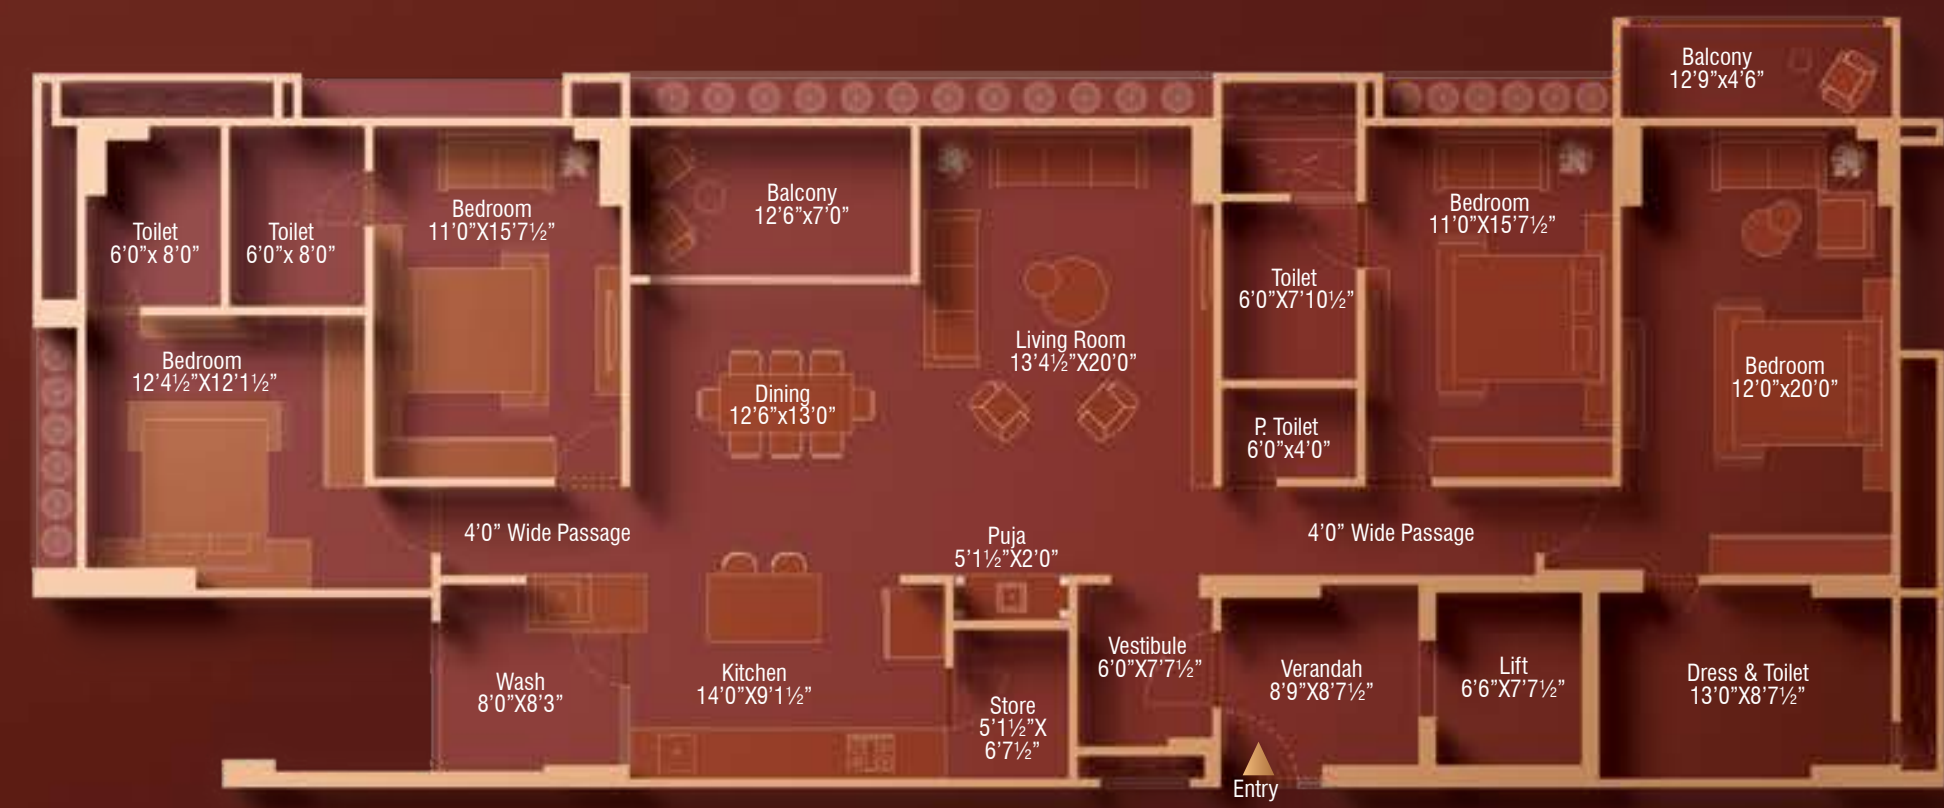 Balcony
12'9"x4'6"
Toilet
6'0"x 8'0"
Toilet
6'0"x 8'0"
Bedroom
11'0"X15'7½"
Balcony
12'6"x7'0"
Bedroom
11'0"X15'7½"
Toilet
6'0"X7'10½"
Living Room
13'4½"X20'0"
Bedroom
12'4½"X12'1½"
Dining
12'6"x13'0"
Bedroom
12'0"x20'0"
P. Toilet
6'0"x4'0"
4'0" Wide Passage
Puja
5'1½"X2'0"
4'0" Wide Passage
Wash
8'0"X8'3"
Kitchen
14'0"X9'1½"
Store
5'1½"X
6'7½"
Vestibule
6'0"X7'7½"
Verandah
8'9"X8'7½"
Lift
6'6"X7'7½"
Dress & Toilet
13'0"X8'7½"
Entry